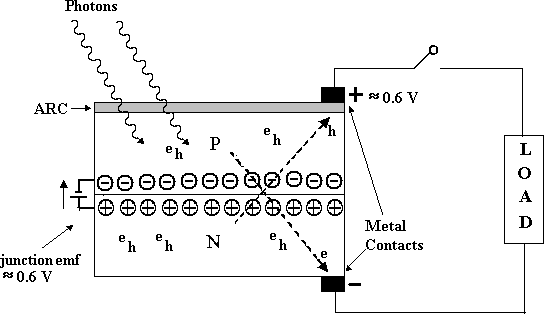 Photons
ARC
+ ≈ 0.6 V
e h
e h
h
P
- - - - - - - - - - - -
+ + + + + + + + + + + +
e h
e h
N
e h
e
junction emf
≈ 0.6 V
Metal
Contacts
−
L
O
A
D